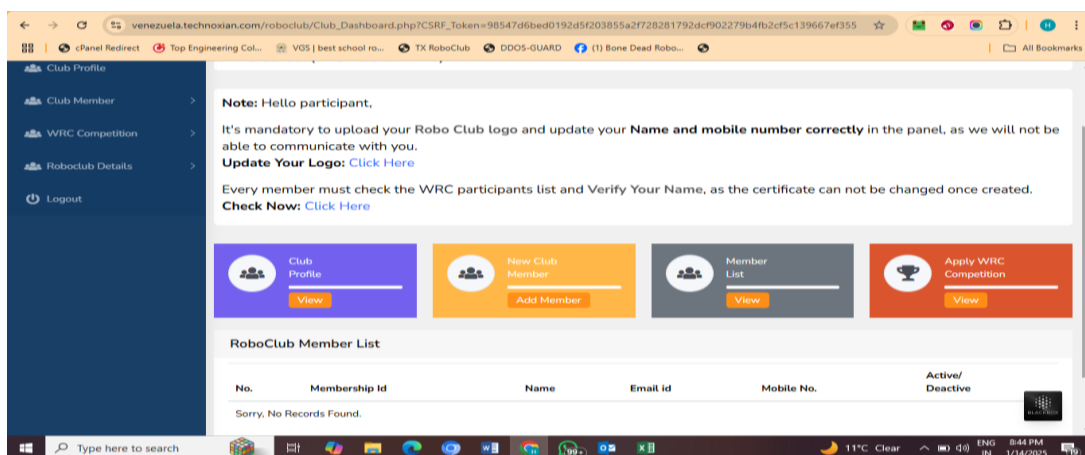 venezuela.technoxian.com/roboclub/Club_Dashboard.php?CSRF_Token=98547d6bed0192d5f203855a2f728281792dcf902279b4fb2cf5c139667ef355
H
cPanel Redirect
Top Engineering Col...
VGS | best school ro...
TX RoboClub
DDOS-GUARD
(1) Bone Dead Robo...
All Bookmarks
Club Profile
Club Member
WRC Competition
Roboclub Details
Logout
Note: Hello participant,
It's mandatory to upload your Robo Club logo and update your Name and mobile number correctly in the panel, as we will not be
able to communicate with you.
Update Your Logo: Click Here
Every member must check the WRC participants list and Verify Your Name, as the certificate can not be changed once created.
Check Now: Click Here
Club
Profile
View
New Club
Member
Add Member
Member
List
View
Apply WRC
Competition
View
RoboClub Member List
No. Membership Id Name Email id Mobile No. Active/
Deactive
Sorry, No Records Found.
BLACKBOX
Type here to search
99+
11°C Clear
ENG
IN
8:44 PM
1/14/2025